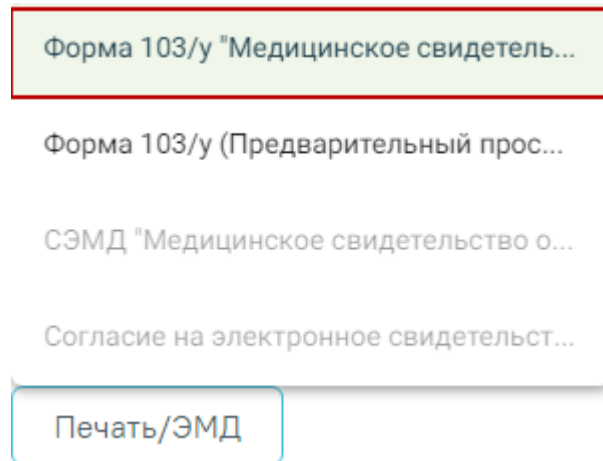 Форма 103/у "Медицинское свидетель...
Форма 103/у (Предварительный прос...
СЭМД "Медицинское свидетельство о...
Согласие на электронное свидетельст...
Печать/ЭМД